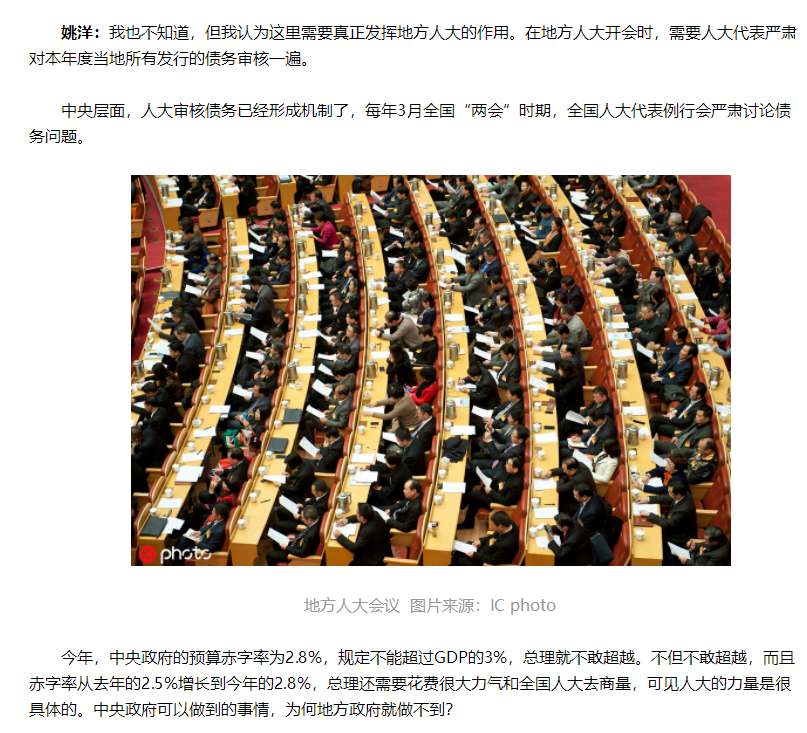 姚洋：我也不知道，但我认为这里需要真正发挥地方人大的作用。在地方人大开会时，需要人大代表严肃
对本年度当地所有发行的债务审核一遍。
中央层面，人大审核债务已经形成机制了，每年3月全国“两会”时期，全国人大代表例行会严肃讨论债
务问题。
iC photo
地方人大会议 图片来源：IC photo
今年，中央政府的预算赤字率为2.8%，规定不能超过GDP的3%，总理就不敢超越。不但不敢超越，而且
赤字率从去年的2.5%增长到今年的2.8%，总理还需要花费很大力气和全国人大去商量，可见人大的力量是很
具体的。中央政府可以做到的事情，为何地方政府就做不到？